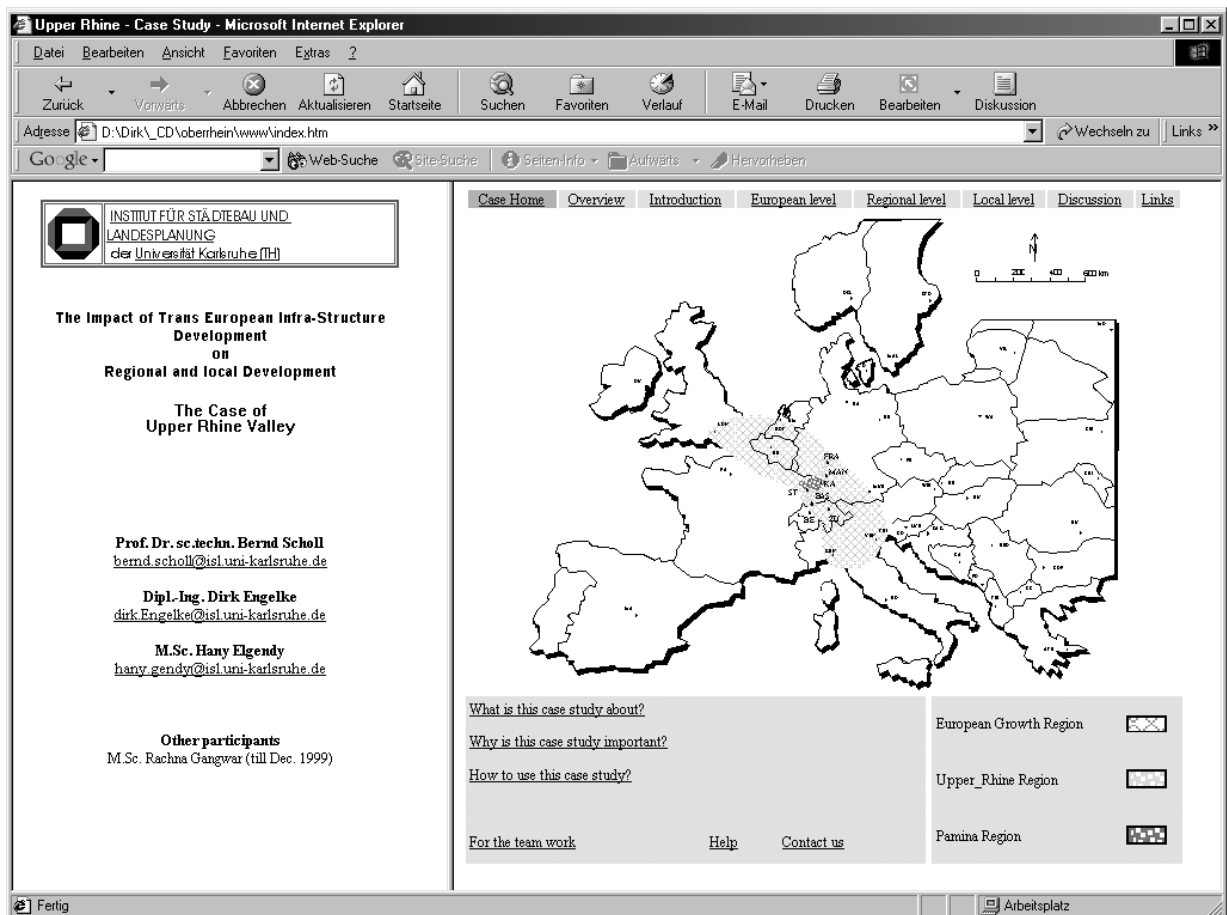 Upper Rhine - Case Study - Microsoft Internet Explorer
Datei Bearbeiten Ansicht Favoriten Extras ?
Zurück Vorwärts Abbrechen Aktualisieren Startseite Suchen Favoriten Verlauf E-Mail Drucken Bearbeiten Diskussion
Adresse D:\Dirk\_CD\oberrhein\www\index.htm Wechseln zu Links »
Google Web-Suche Site-Suche Seiten-Info Aufwärts Hervorheben
INSTITUT FÜR STÄDTEBAU UND
LANDESPLANUNG
der Universität Karlsruhe (TH)
The Impact of Trans European Infra-Structure
Development
on
Regional and local Development
The Case of
Upper Rhine Valley
Prof. Dr. sc.techn. Bernd Scholl
bernd.scholl@isl.uni-karlsruhe.de
Dipl.-Ing. Dirk Engelke
dirk.Engelke@isl.uni-karlsruhe.de
M.Sc. Hany Elgendy
hany.gendy@isl.uni-karlsruhe.de
Other participants
M.Sc. Rachna Gangwar (till Dec. 1999)
Case Home Overview Introduction European level Regional level Local level Discussion Links
N
0 200 400 600 km
FRA
MAN
KA
ST
BAS
BE
ZU
What is this case study about?
Why is this case study important?
How to use this case study?
For the team work Help Contact us
European Growth Region
Upper_Rhine Region
Pamina Region
Fertig Arbeitsplatz